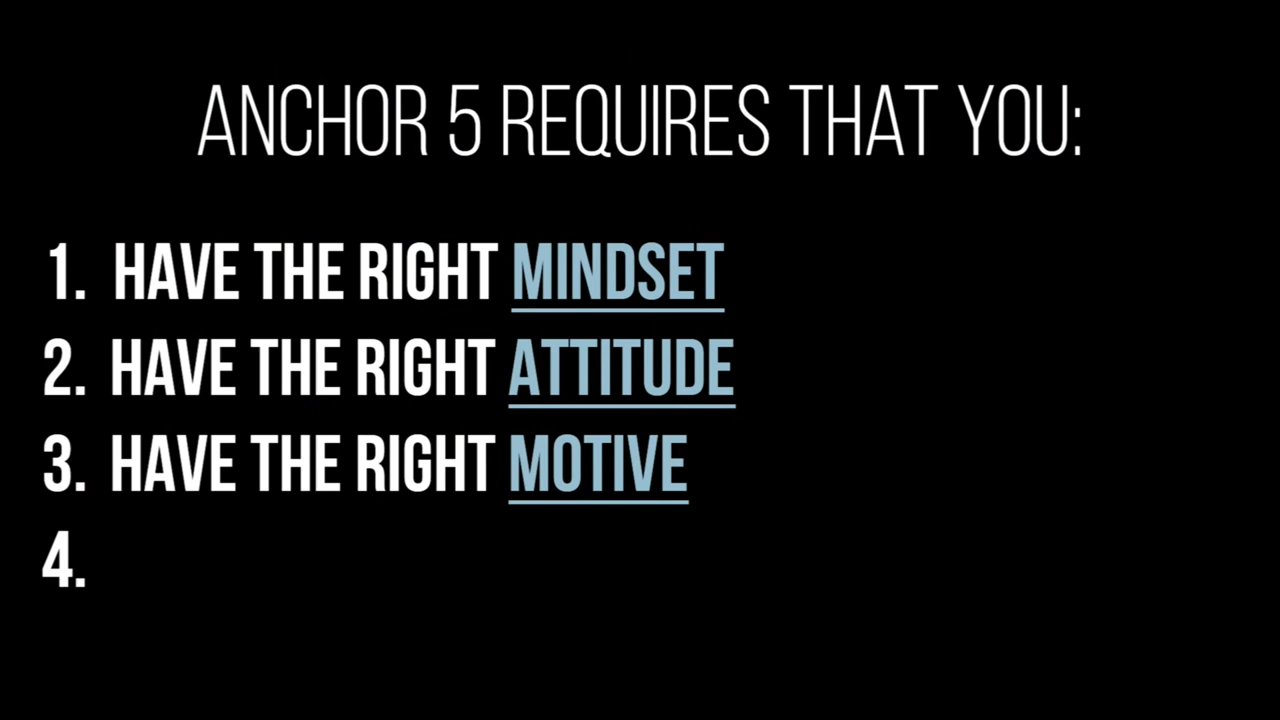 ANCHOR 5 REQUIRES THAT YOU:
1. HAVE THE RIGHT MINDSET
2. HAVE THE RIGHT ATTITUDE
3. HAVE THE RIGHT MOTIVE
4.